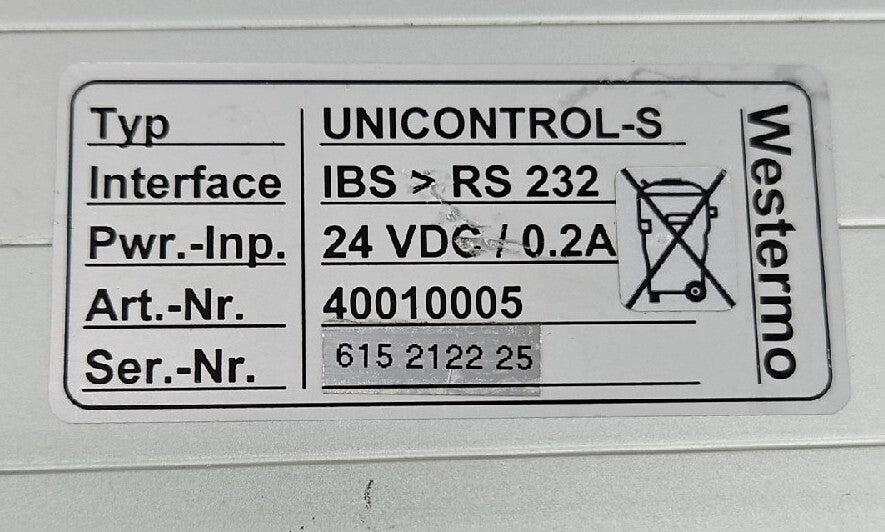 Typ UNICONTROL-S
Interface IBS > RS 232
Pwr.-Inp. 24 VDC / 0.2A
Art.-Nr. 40010005
Ser.-Nr. 615 2122 25
Westermo